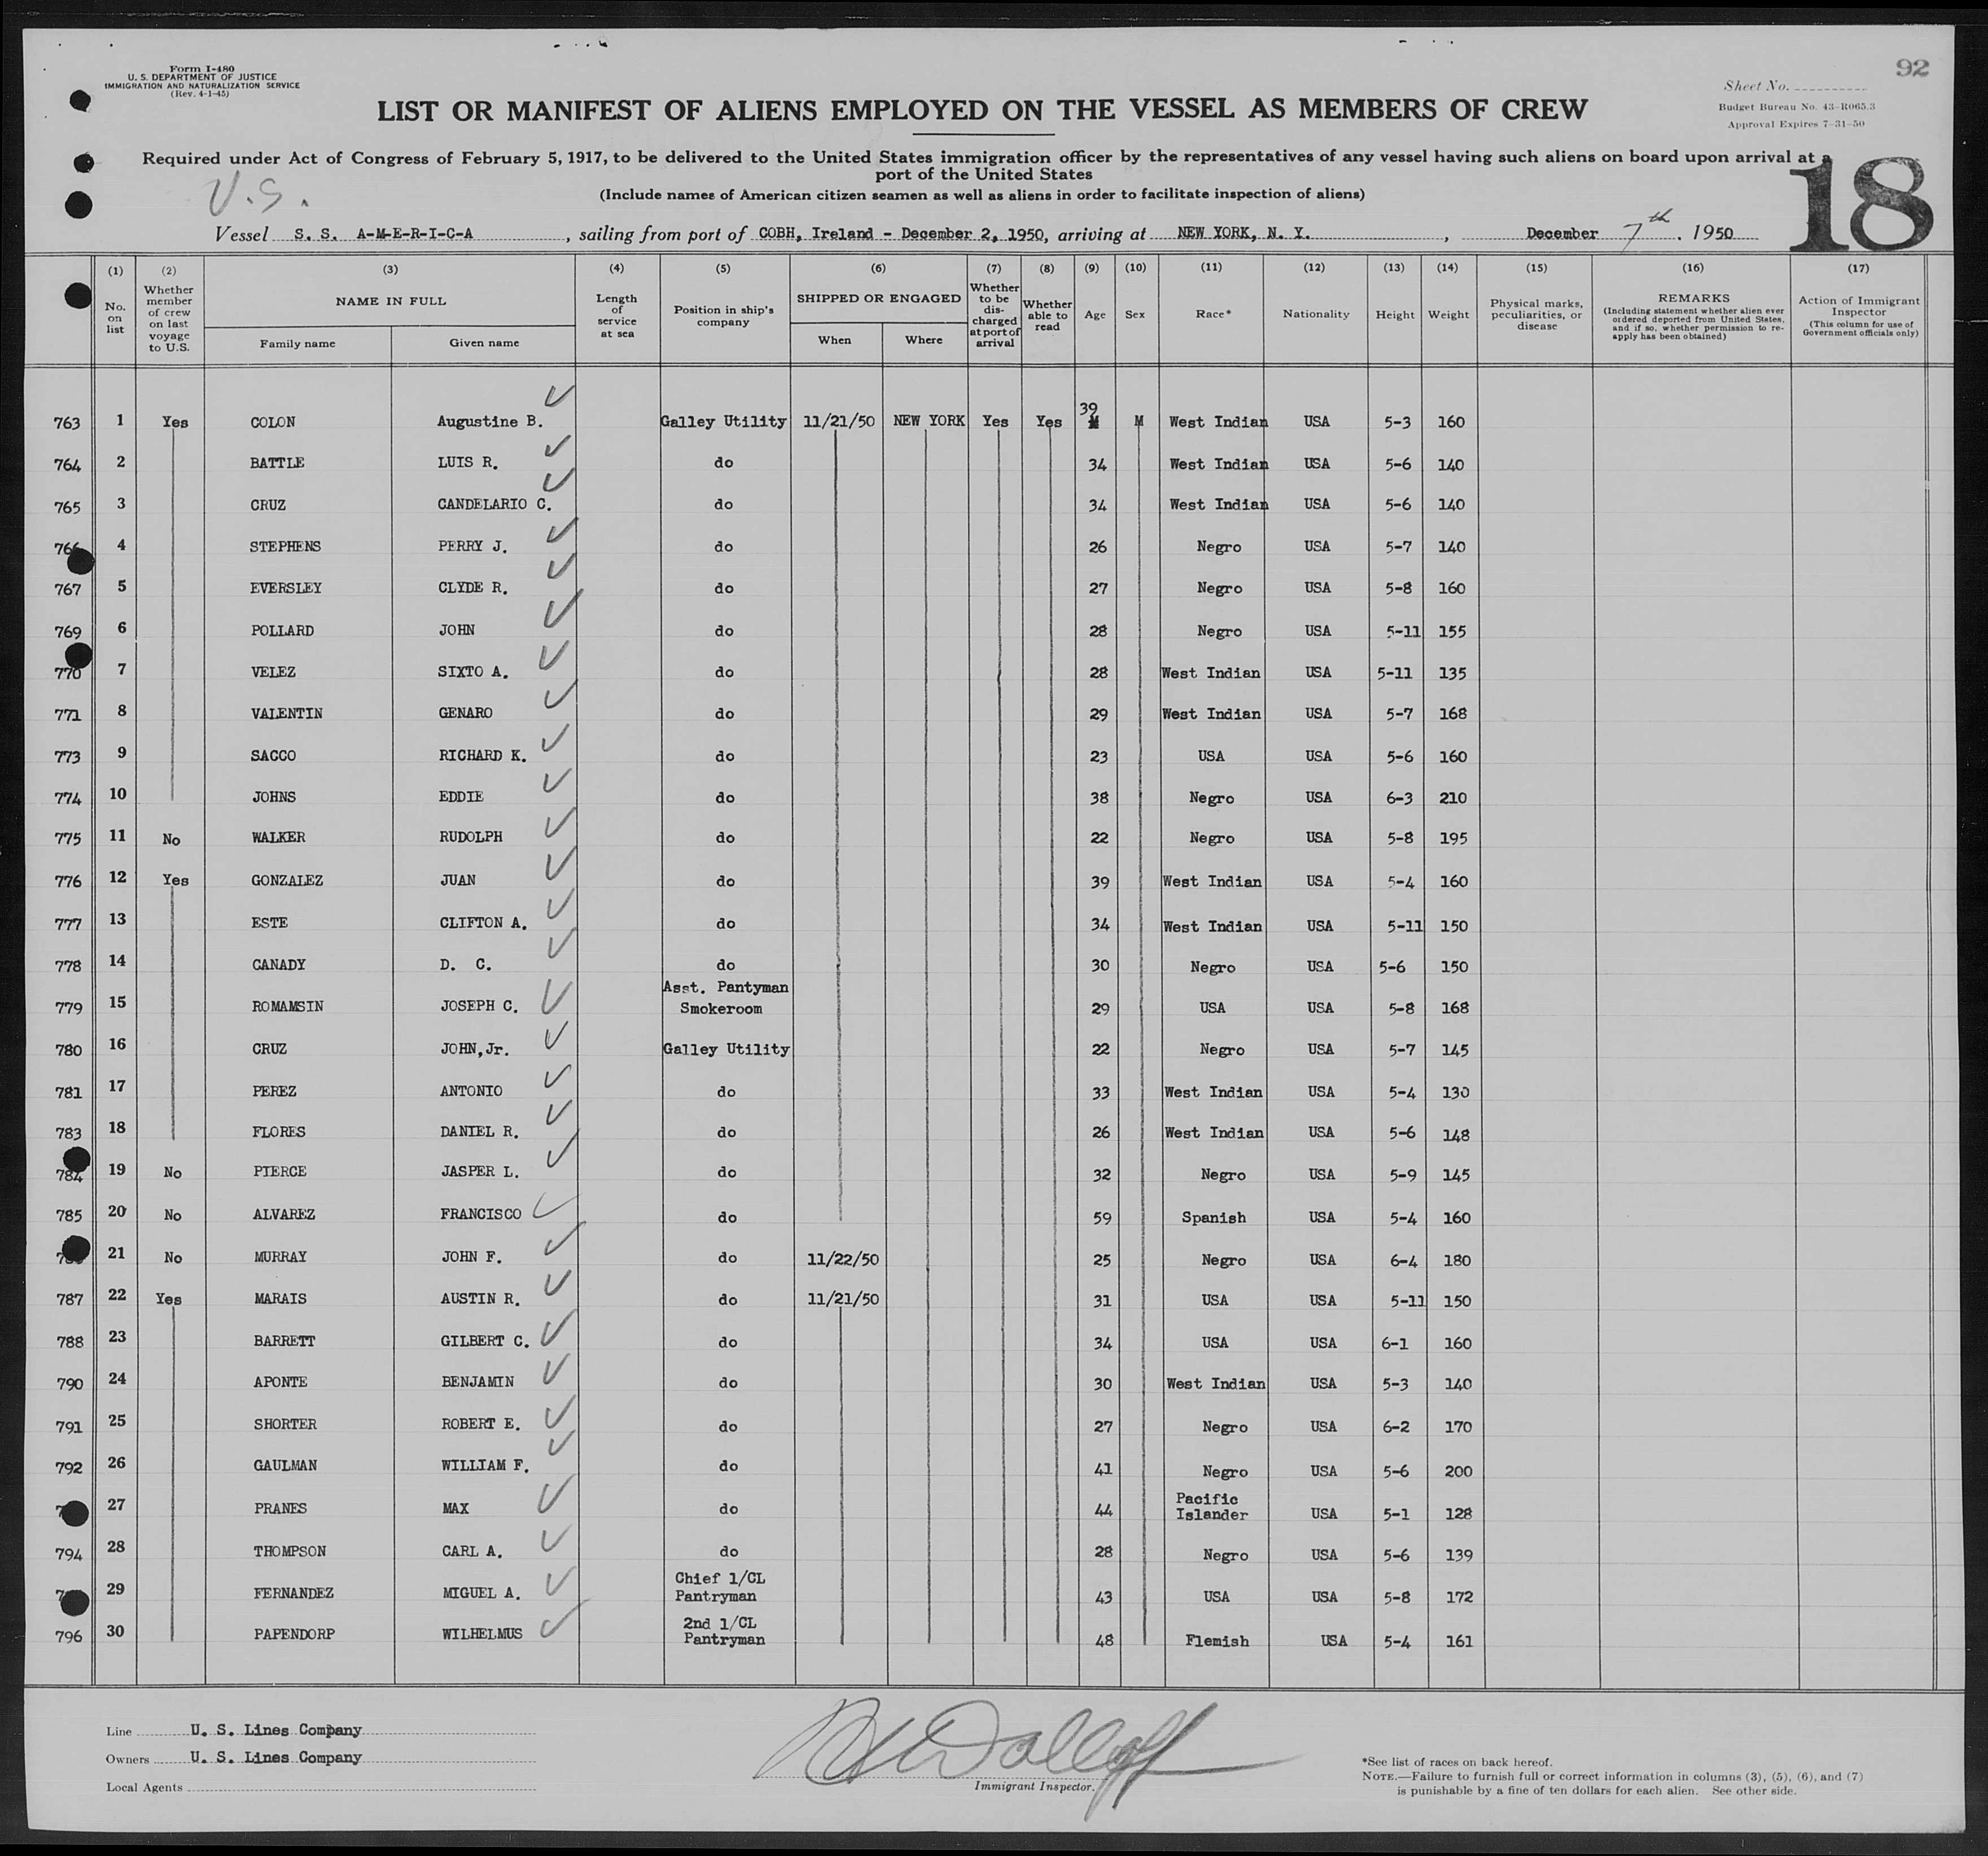 92
Form I-480
U. S. DEPARTMENT OF JUSTICE
IMMIGRATION AND NATURALIZATION SERVICE
(Rev. 4-1-45)
Sheet No.
Budget Bureau No. 43-R065.3
Approval Expires 7-31-50
LIST OR MANIFEST OF ALIENS EMPLOYED ON THE VESSEL AS MEMBERS OF CREW
Required under Act of Congress of February 5, 1917, to be delivered to the United States immigration officer by the representatives of any vessel having such aliens on board upon arrival at a
port of the United States
(Include names of American citizen seamen as well as aliens in order to facilitate inspection of aliens)
U.S.
18
Vessel S. S. A-M-E-R-I-C-A, sailing from port of COBH, Ireland - December 2, 1950, arriving at NEW YORK, N. Y., December 7th, 1950
(1) (2) (3) (4) (5) (6) (7) (8) (9) (10) (11) (12) (13) (14) (15) (16) (17)
No. on list
Whether member of crew on last voyage to U.S.
NAME IN FULL
Family name
Given name
Length of service at sea
Position in ship's company
SHIPPED OR ENGAGED
When
Where
Whether to be discharged at port of arrival
Whether able to read
Age
Sex
Race*
Nationality
Height
Weight
Physical marks, peculiarities, or disease
REMARKS
(Including statement whether alien ever ordered deported from United States, and if so, whether permission to re-apply has been obtained)
Action of Immigrant Inspector
(This column for use of Government officials only)
763 1 Yes COLON Augustine B. Galley Utility 11/21/50 NEW YORK Yes Yes 39 M West Indian USA 5-3 160
764 2 BATTLE LUIS R. do 34 West Indian USA 5-6 140
765 3 CRUZ CANDELARIO C. do 34 West Indian USA 5-6 140
766 4 STEPHENS PERRY J. do 26 Negro USA 5-7 140
767 5 EVERSLEY CLYDE R. do 27 Negro USA 5-8 160
769 6 POLLARD JOHN do 28 Negro USA 5-11 155
770 7 VELEZ SIXTO A. do 28 West Indian USA 5-11 135
771 8 VALENTIN GENARO do 29 West Indian USA 5-7 168
773 9 SACCO RICHARD K. do 23 USA USA 5-6 160
774 10 JOHNS EDDIE do 38 Negro USA 6-3 210
775 11 No WALKER RUDOLPH do 22 Negro USA 5-8 195
776 12 Yes GONZALEZ JUAN do 39 West Indian USA 5-4 160
777 13 ESTE CLIFTON A. do 34 West Indian USA 5-11 150
778 14 CANADY D. C. do 30 Negro USA 5-6 150
779 15 ROMAMSIN JOSEPH C. Asst. Pantyman Smokeroom 29 USA USA 5-8 168
780 16 CRUZ JOHN,Jr. Galley Utility 22 Negro USA 5-7 145
781 17 PEREZ ANTONIO do 33 West Indian USA 5-4 130
783 18 FLORES DANIEL R. do 26 West Indian USA 5-6 148
784 19 No PIERCE JASPER L. do 32 Negro USA 5-9 145
785 20 No ALVAREZ FRANCISCO do 59 Spanish USA 5-4 160
21 No MURRAY JOHN F. do 11/22/50 25 Negro USA 6-4 180
787 22 Yes MARAIS AUSTIN R. do 11/21/50 31 USA USA 5-11 150
788 23 BARRETT GILBERT C. do 34 USA USA 6-1 160
790 24 APONTE BENJAMIN do 30 West Indian USA 5-3 140
791 25 SHORTER ROBERT E. do 27 Negro USA 6-2 170
792 26 GAULMAN WILLIAM F. do 41 Negro USA 5-6 200
27 PRANES MAX do 44 Pacific Islander USA 5-1 128
794 28 THOMPSON CARL A. do 28 Negro USA 5-6 139
29 FERNANDEZ MIGUEL A. Chief 1/CL Pantryman 43 USA USA 5-8 172
796 30 PAPENDORP WILHELMUS 2nd 1/CL Pantryman 48 Flemish USA 5-4 161
Line U. S. Lines Company
Owners U. S. Lines Company
Local Agents
Immigrant Inspector.
*See list of races on back hereof.
NOTE.—Failure to furnish full or correct information in columns (3), (5), (6), and (7)
is punishable by a fine of ten dollars for each alien. See other side.